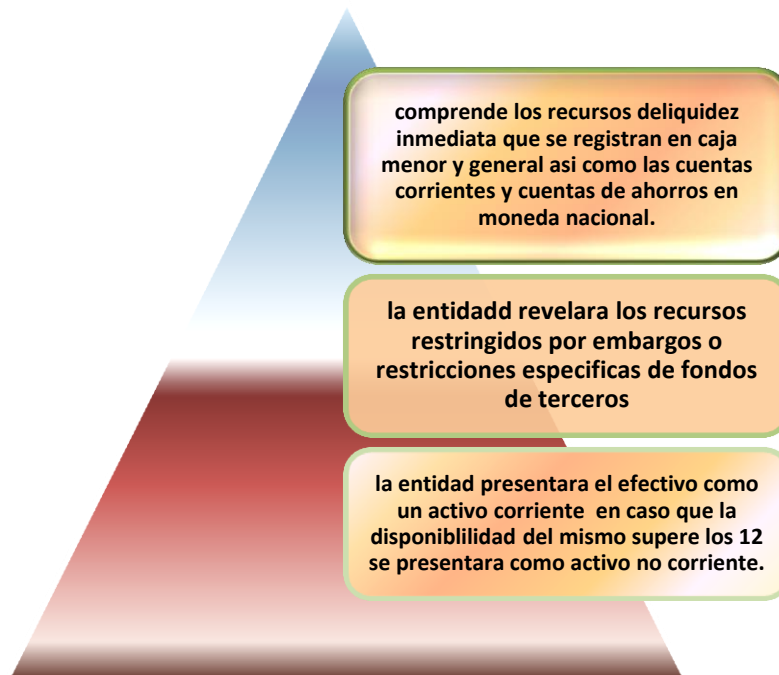 comprende los recursos deliquidez
inmediata que se registran en caja
menor y general asi como las cuentas
corrientes y cuentas de ahorros en
moneda nacional.
la entidadd revelara los recursos
restringidos por embargos o
restricciones especificas de fondos
de terceros
la entidad presentara el efectivo como
un activo corriente en caso que la
disponiblilidad del mismo supere los 12
se presentara como activo no corriente.